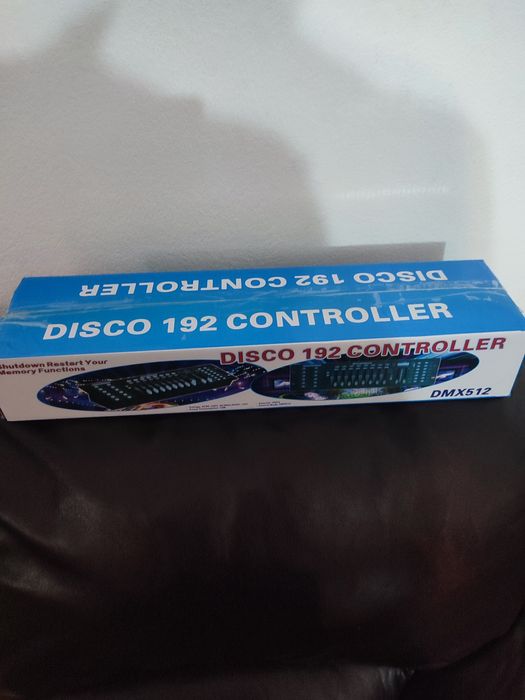 DISCO 192 CONTROLLER
DISCO 192 CONTROLLER
DISCO 192 CONTROLLER
Shutdown Restart Your
Memory Functions
DMX512